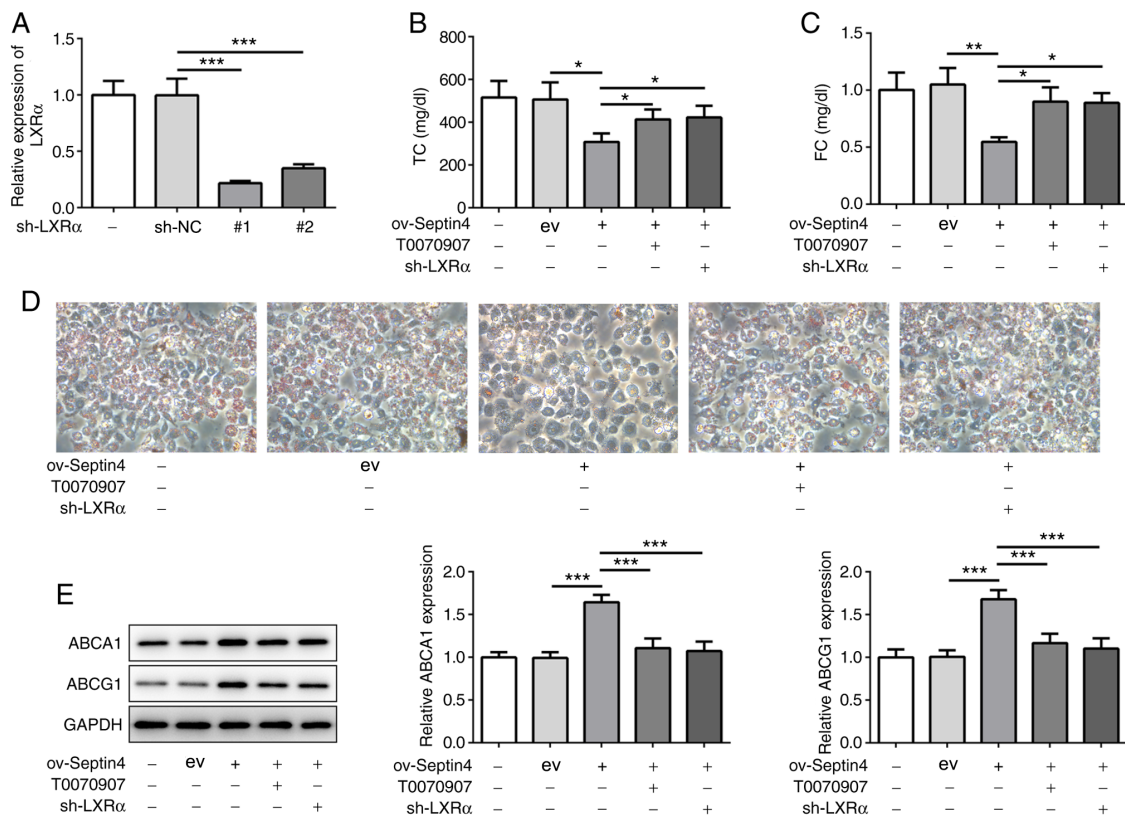 A
Relative expression of
LXRα
1.5
1.0
0.5
0.0
***
***
sh-LXRα – sh-NC #1 #2
B
TC (mg/dl)
800
600
400
200
0
*
*
*
ov-Septin4 – ev + + +
T0070907 – – – + –
sh-LXRα – – – – +
C
FC (mg/dl)
1.5
1.0
0.5
0.0
**
*
*
ov-Septin4 – ev + + +
T0070907 – – – + –
sh-LXRα – – – – +
D
ov-Septin4 – ev + + +
T0070907 – – – + –
sh-LXRα – – – – +
E
ABCA1
ABCG1
GAPDH
ov-Septin4 – ev + + +
T0070907 – – – + –
sh-LXRα – – – – +
Relative ABCA1 expression
2.0
1.5
1.0
0.5
0.0
***
***
***
ov-Septin4 – ev + + +
T0070907 – – – + –
sh-LXRα – – – – +
Relative ABCG1 expression
2.0
1.5
1.0
0.5
0.0
***
***
***
ov-Septin4 – ev + + +
T0070907 – – – + –
sh-LXRα – – – – +